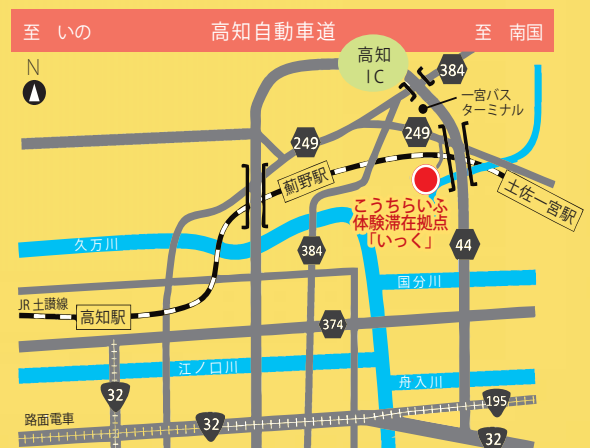 至 いの 高知自動車道 至 南国
高知
IC
N
384
一宮バス
ターミナル
249
249
薊野駅
土佐一宮駅
こうちらいふ
体験滞在拠点
「いっく」
久万川
384
44
国分川
JR 土讃線
高知駅
374
江ノ口川
舟入川
32
195
路面電車
32
32